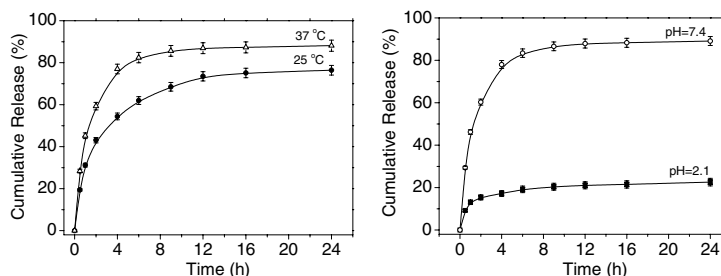 100
80
60
40
20
0
Cumulative Release (%)
37 °C
25 °C
0 4 8 12 16 20 24
Time (h)
100
80
60
40
20
0
Cumulative Release (%)
pH=7.4
pH=2.1
0 4 8 12 16 20 24
Time (h)